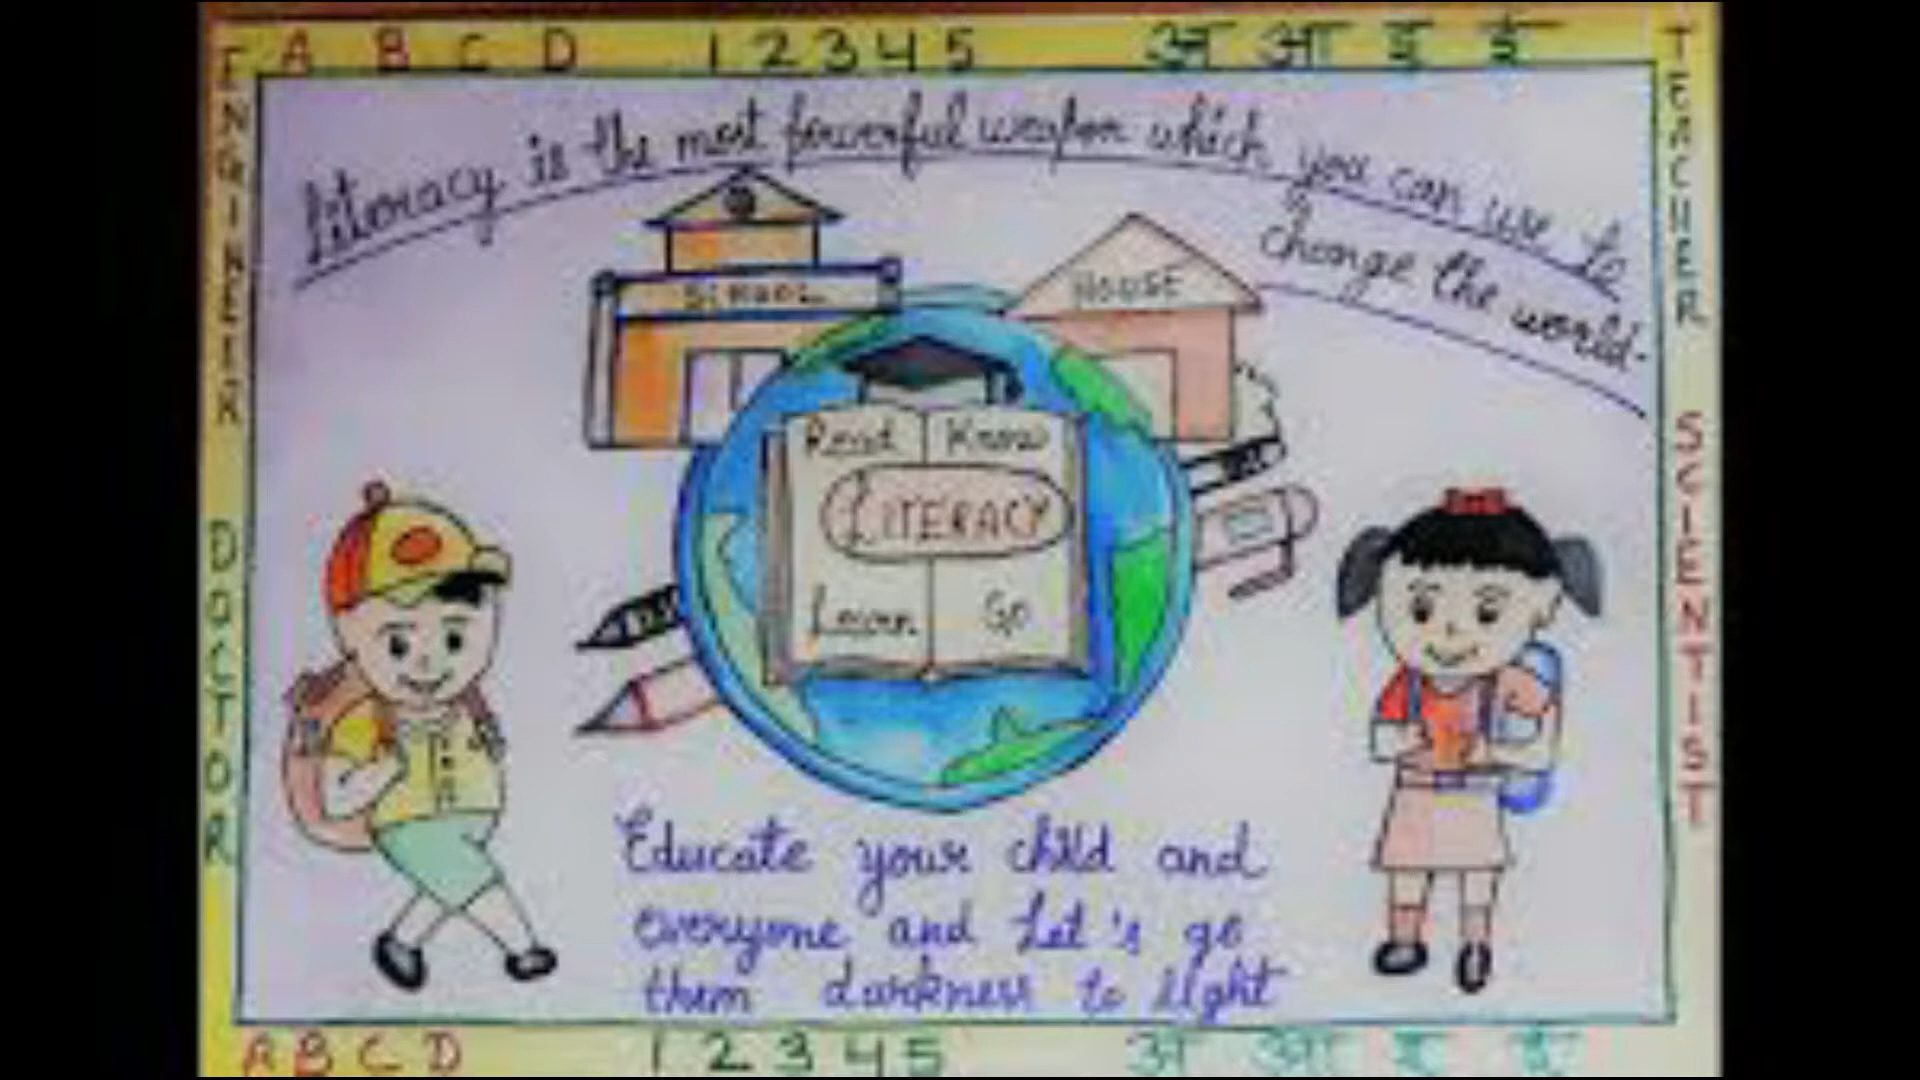 A B C D 1 2 3 4 5 अ आ इ ई
Literacy is the most powerful weapon which you can use to
change the world.
ENGINEER
DOCTOR
TEACHER
SCIENTIST
SCHOOL
HOUSE
Read Know
LITERACY
Learn Go
Educate your child and
everyone and Let's go
them darkness to light
A B C D 1 2 3 4 5 अ आ इ ई